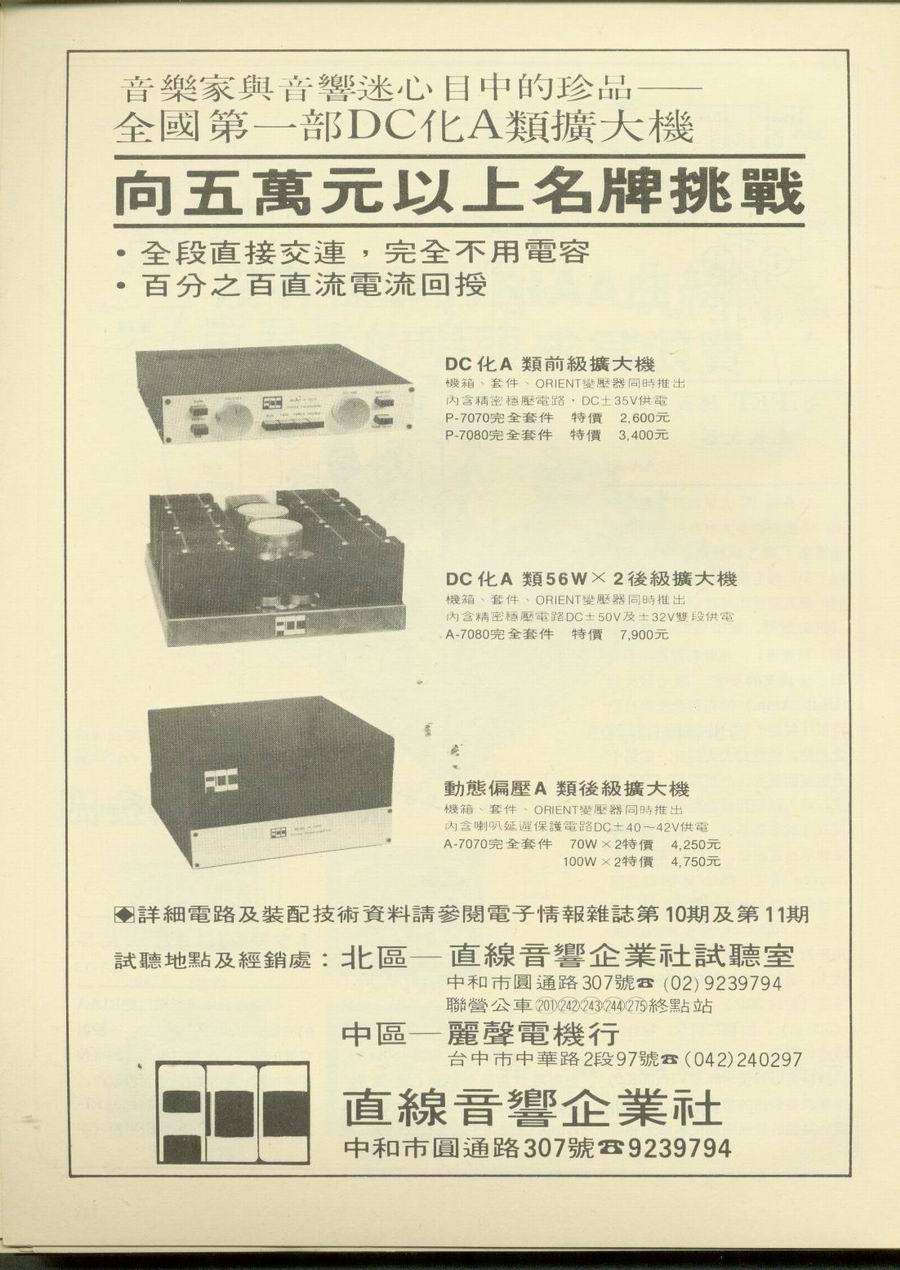 音樂家與音響迷心目中的珍品——
全國第一部DC化A類擴大機
向五萬元以上名牌挑戰
・全段直接交連，完全不用電容
・百分之百直流電流回授
DC化A 類前級擴大機
機箱、套件、ORIENT變壓器同時推出
內含精密穩壓電路，DC±35V供電
P-7070完全套件 特價 2,600元
P-7080完全套件 特價 3,400元
DC化A 類56W×2後級擴大機
機箱、套件、ORIENT變壓器同時推出
內含精密穩壓電路DC±50V及±32V雙段供電
A-7080完全套件 特價 7,900元
動態偏壓A 類後級擴大機
機箱、套件、ORIENT變壓器同時推出
內含喇叭延遲保護電路DC±40～42V供電
A-7070完全套件 70W×2特價 4,250元
100W×2特價 4,750元
◈詳細電路及裝配技術資料請參閱電子情報雜誌第10期及第11期
試聽地點及經銷處：北區—直線音響企業社試聽室
中和市圓通路307號☎(02)9239794
聯營公車201 242 243 244 275終點站
中區—麗聲電機行
台中市中華路2段97號☎(042)240297
直線音響企業社
中和市圓通路307號☎9239794